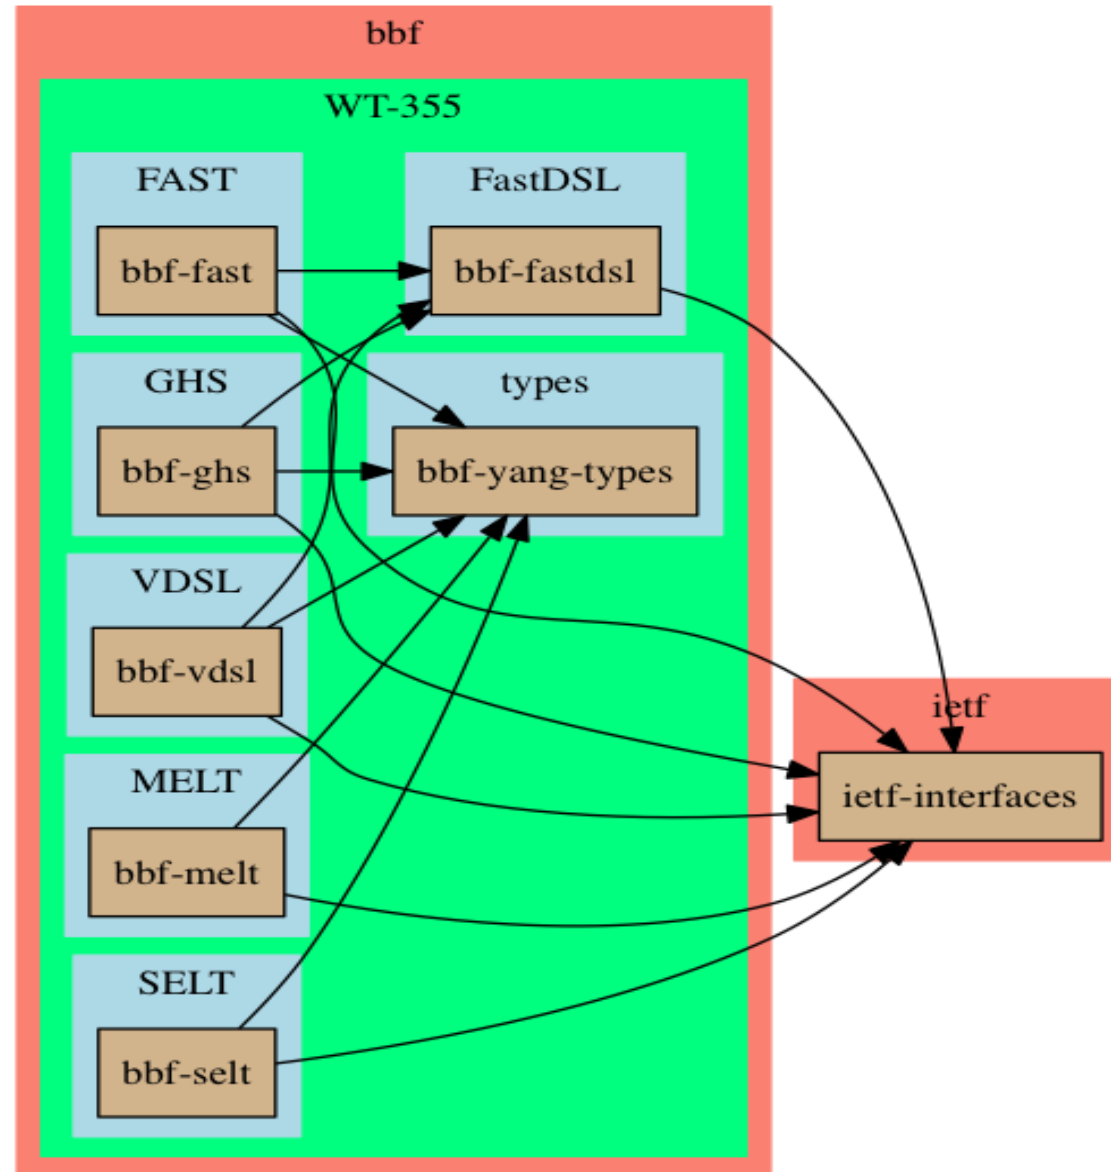 bbf
WT-355
FAST
bbf-fast
FastDSL
bbf-fastdsl
GHS
bbf-ghs
types
bbf-yang-types
VDSL
bbf-vdsl
MELT
bbf-melt
SELT
bbf-selt
ietf
ietf-interfaces